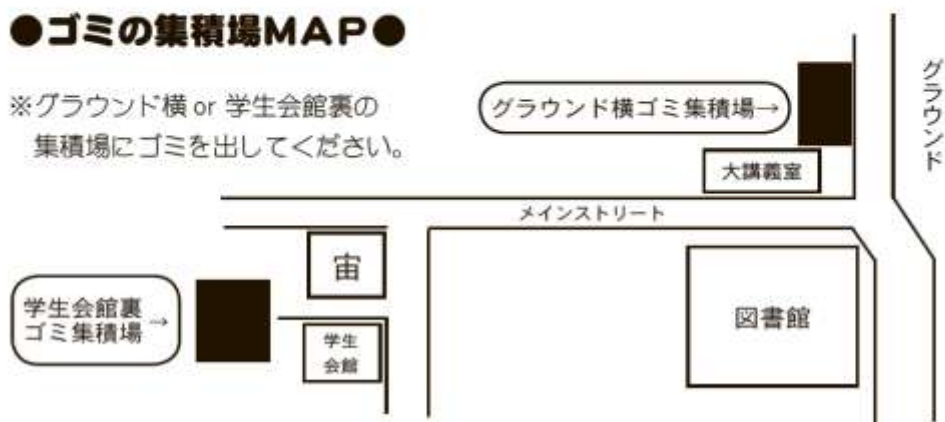 ●ゴミの集積場MAP●
※グラウンド横 or 学生会館裏の
集積場にゴミを出してください。
グラウンド横ゴミ集積場→
グラウンド
大講義室
メインストリート
宙
学生会館裏
ゴミ集積場→
学生
会館
図書館